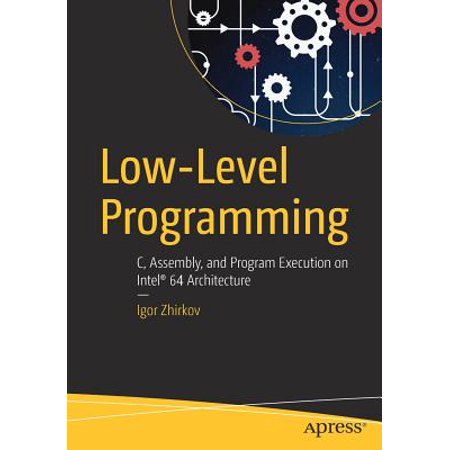 Low-Level
Programming
C, Assembly, and Program Execution on
Intel® 64 Architecture
—
Igor Zhirkov
Apress®